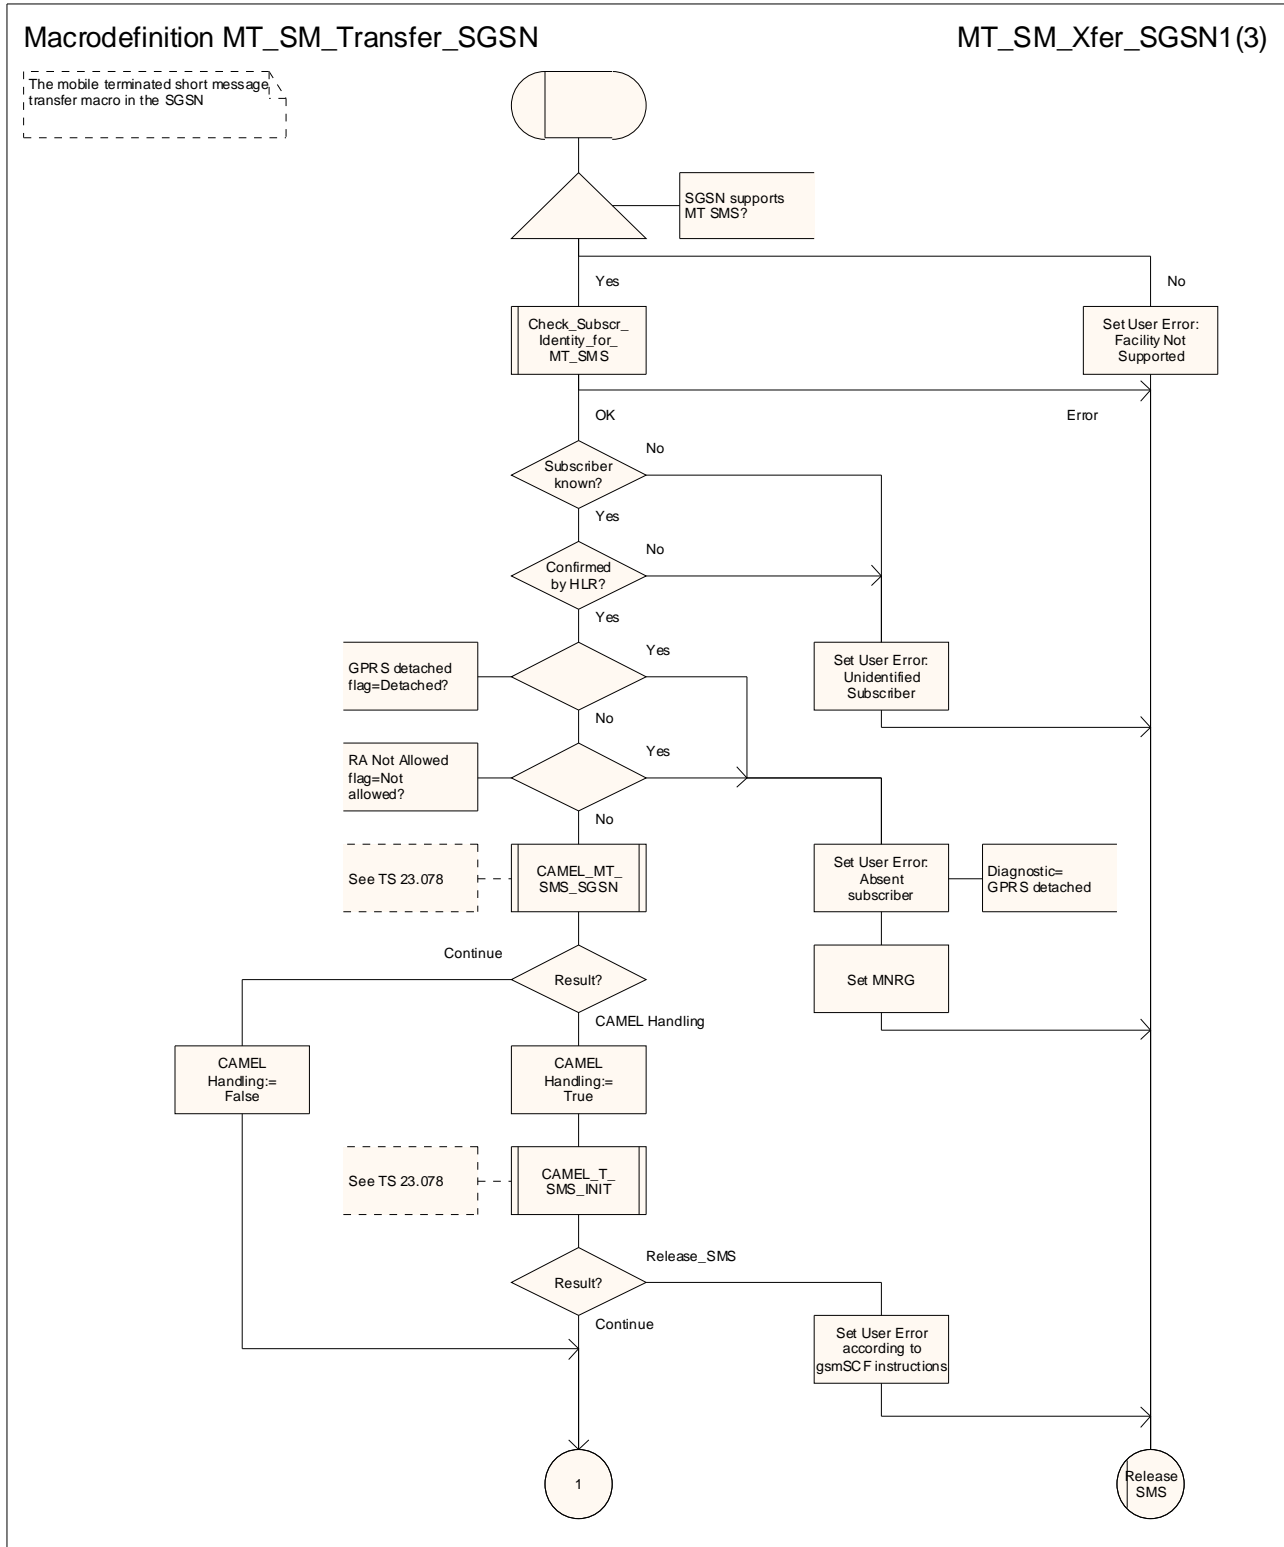 Macrodefinition MT_SM_Transfer_SGSN
MT_SM_Xfer_SGSN1(3)
The mobile terminated short message
transfer macro in the SGSN
SGSN supports
MT SMS?
Yes
No
Check_Subscr_
Identity_for_
MT_SMS
Set User Error:
Facility Not
Supported
OK
Error
No
Subscriber
known?
Yes
No
Confirmed
by HLR?
Yes
GPRS detached
flag=Detached?
Yes
Set User Error:
Unidentified
Subscriber
No
RA Not Allowed
flag=Not
allowed?
Yes
No
See TS 23.078
CAMEL_MT_
SMS_SGSN
Set User Error:
Absent
subscriber
Diagnostic=
GPRS detached
Continue
Result?
Set MNRG
CAMEL Handling
CAMEL
Handling:=
False
CAMEL
Handling:=
True
See TS 23.078
CAMEL_T_
SMS_INIT
Release_SMS
Result?
Continue
Set User Error
according to
gsmSCF instructions
1
Release
SMS